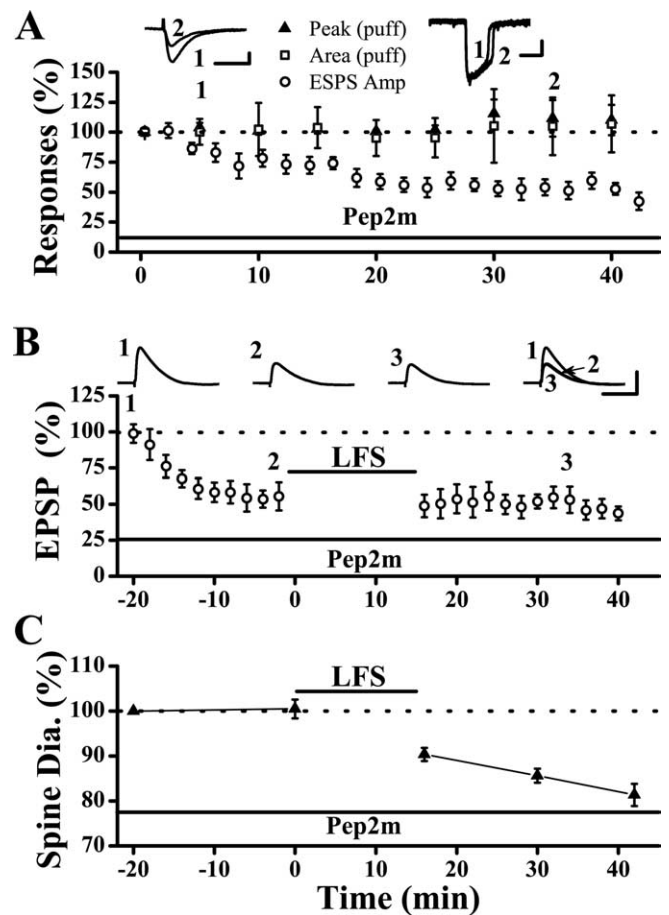 A
2
1
1
▲ Peak (puff)
□ Area (puff)
○ ESPS Amp
1
2
2
Responses (%)
150
125
100
75
50
25
0
Pep2m
0 10 20 30 40
B
1
2
3
1
2
3
EPSP (%)
125
100
75
50
25
0
1
2
LFS
3
Pep2m
-20 -10 0 10 20 30 40
C
Spine Dia. (%)
110
100
90
80
70
LFS
Pep2m
-20 -10 0 10 20 30 40
Time (min)